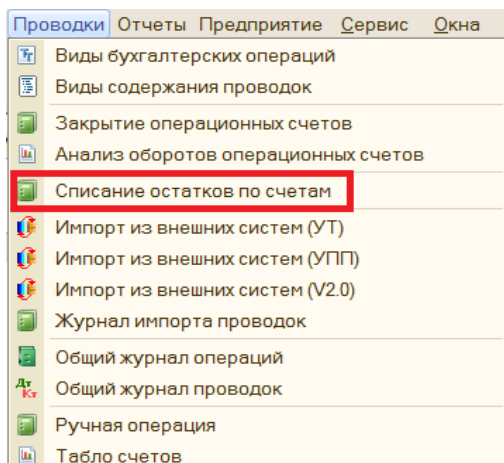 Проводки Отчеты Предприятие Сервис Окна
Виды бухгалтерских операций
Виды содержания проводок
Закрытие операционных счетов
Анализ оборотов операционных счетов
Списание остатков по счетам
Импорт из внешних систем (УТ)
Импорт из внешних систем (УПП)
Импорт из внешних систем (V2.0)
Журнал импорта проводок
Общий журнал операций
Дт Кт Общий журнал проводок
Ручная операция
Табло счетов